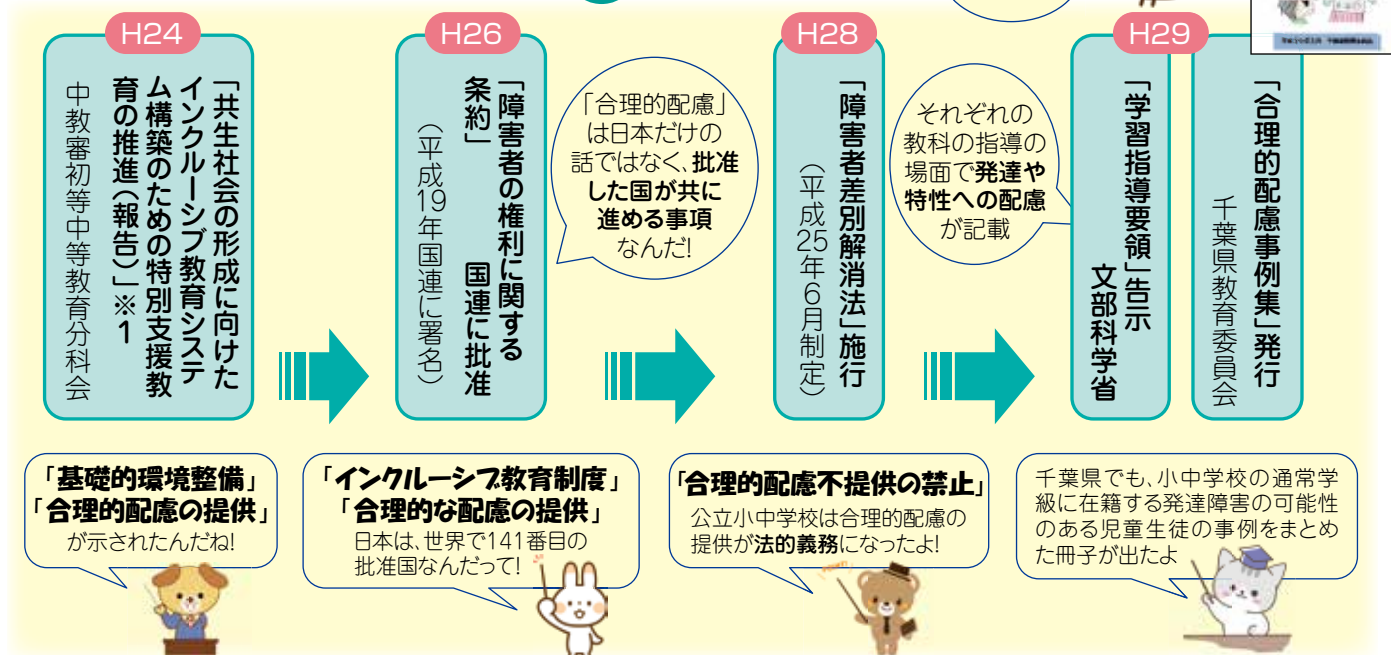 H24
「共生社会の形成に向けた
インクルーシブ教育システ
ム構築のための特別支援教
育の推進(報告)」※1
中教審初等中等教育分科会
H26
「障害者の権利に関する
条約」 国連に批准
(平成19年国連に署名)
「合理的配慮」
は日本だけの
話ではなく、批准
した国が共に
進める事項
なんだ!
H28
「障害者差別解消法」施行
(平成25年6月制定)
それぞれの
教科の指導の
場面で発達や
特性への配慮
が記載
H29
「学習指導要領」告示
文部科学省
「合理的配慮事例集」発行
千葉県教育委員会
「基礎的環境整備」
「合理的配慮の提供」
が示されたんだね!
「インクルーシブ教育制度」
「合理的な配慮の提供」
日本は、世界で141番目の
批准国なんだって!
「合理的配慮不提供の禁止」
公立小中学校は合理的配慮の
提供が法的義務になったよ!
千葉県でも、小中学校の通常学
級に在籍する発達障害の可能性
のある児童生徒の事例をまとめ
た冊子が出たよ